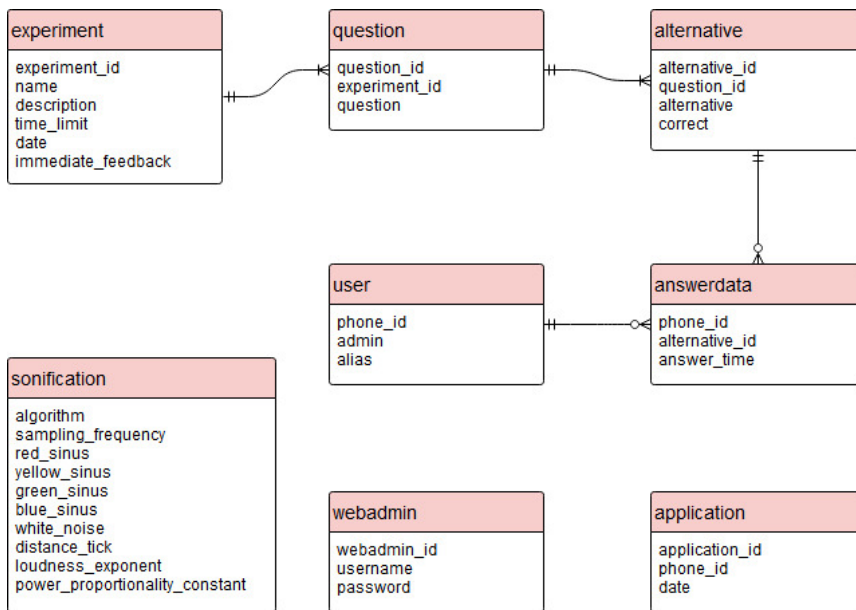 experiment
experiment_id
name
description
time_limit
date
immediate_feedback
question
question_id
experiment_id
question
alternative
alternative_id
question_id
alternative
correct
user
phone_id
admin
alias
answerdata
phone_id
alternative_id
answer_time
sonification
algorithm
sampling_frequency
red_sinus
yellow_sinus
green_sinus
blue_sinus
white_noise
distance_tick
loudness_exponent
power_proportionality_constant
webadmin
webadmin_id
username
password
application
application_id
phone_id
date